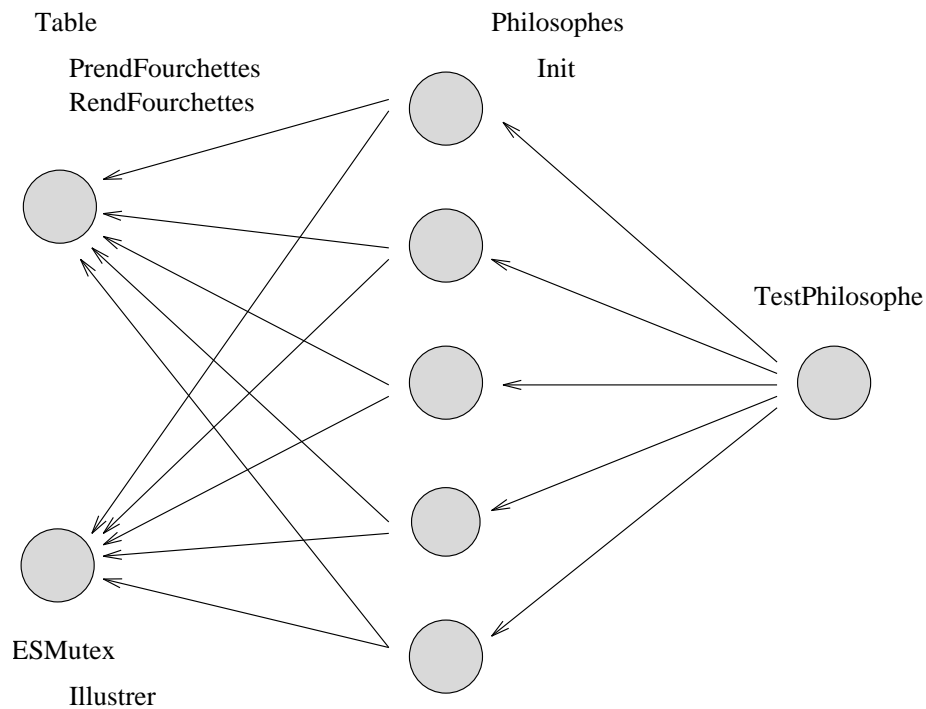 Table
PrendFourchettes
RendFourchettes
Philosophes
Init
TestPhilosophe
ESMutex
Illustrer